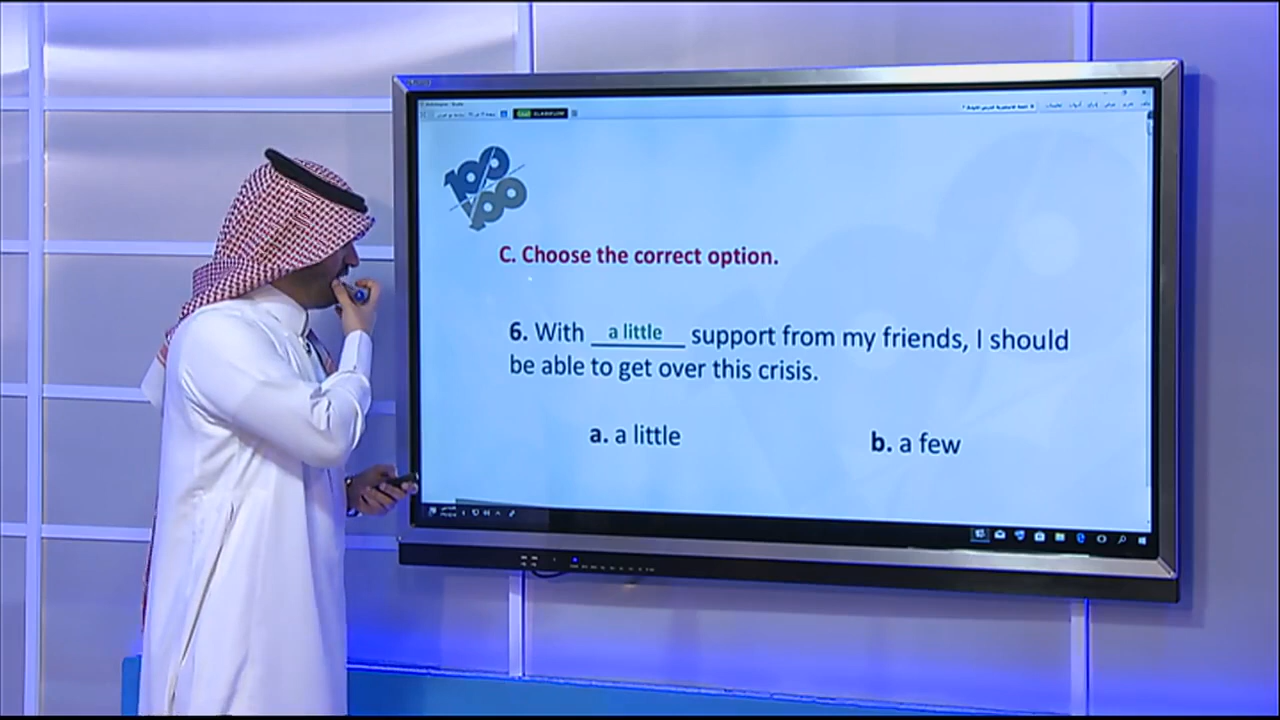 100
100
C. Choose the correct option.
6. With a little support from my friends, I should
be able to get over this crisis.
a. a little
b. a few